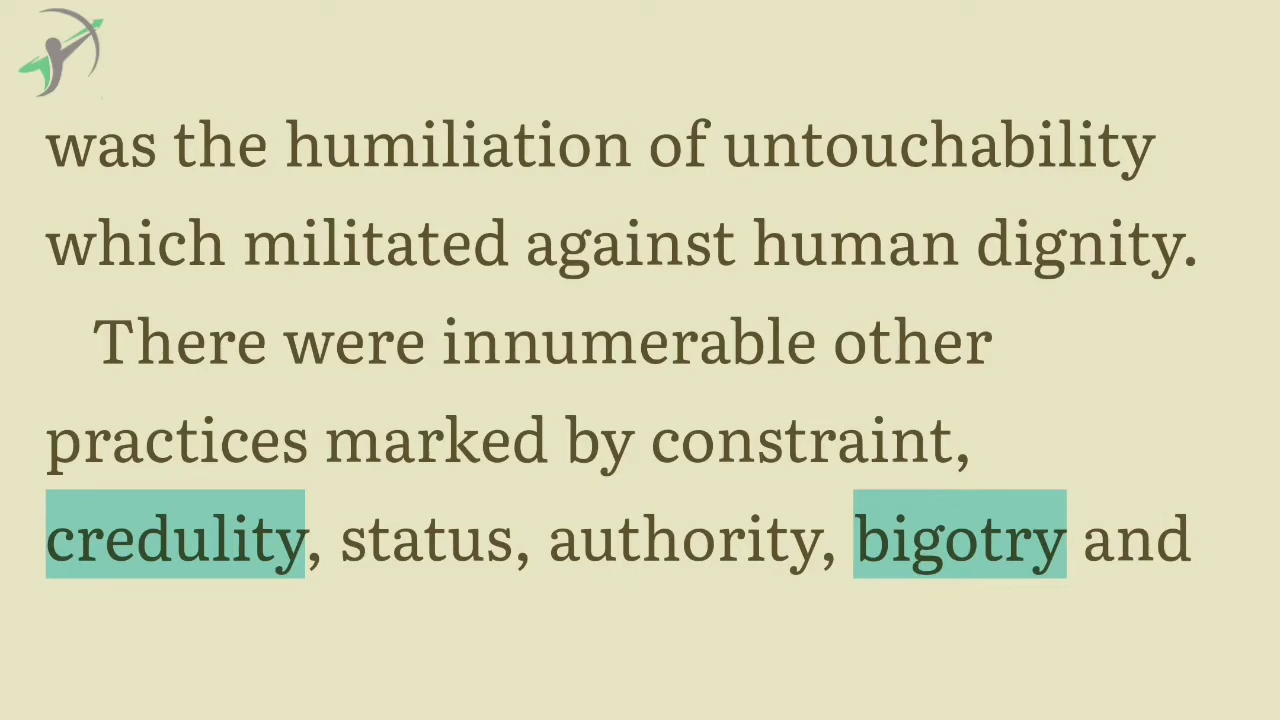 was the humiliation of untouchability
which militated against human dignity.
There were innumerable other
practices marked by constraint,
credulity, status, authority, bigotry and